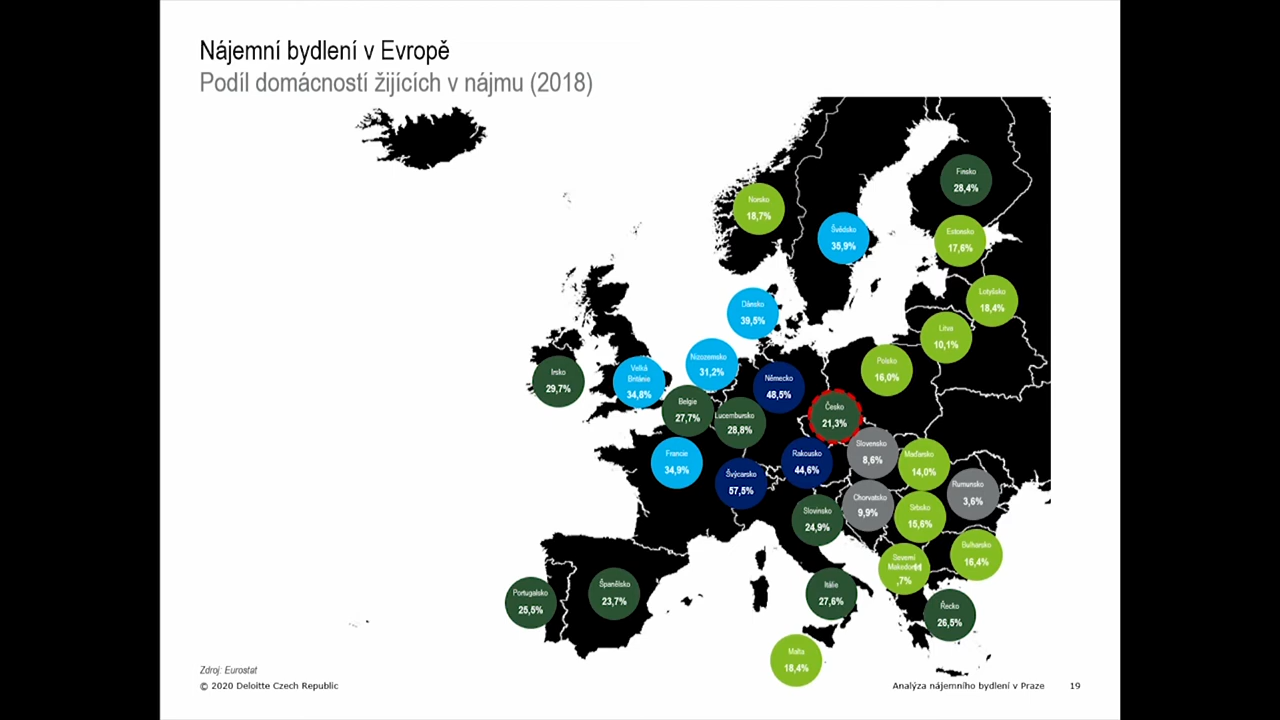 Nájemní bydlení v Evropě
Podíl domácností žijících v nájmu (2018)
Finsko
28,4%
Norsko
18,7%
Švédsko
35,9%
Estonsko
17,6%
Lotyšsko
18,4%
Dánsko
39,5%
Litva
10,1%
Nizozemsko
31,2%
Polsko
16,0%
Irsko
29,7%
Velká
Británie
34,8%
Německo
48,5%
Belgie
27,7%
Lucembursko
28,8%
Česko
21,3%
Slovensko
8,6%
Francie
34,9%
Rakousko
44,6%
Maďarsko
14,0%
Švýcarsko
57,5%
Rumunsko
3,6%
Chorvatsko
9,9%
Slovinsko
24,9%
Srbsko
15,6%
Bulharsko
16,4%
Severní
,7%
Portugalsko
25,5%
Španělsko
23,7%
Itálie
27,6%
Řecko
26,5%
Malta
18,4%
Zdroj: Eurostat
© 2020 Deloitte Czech Republic
Analýza nájemního bydlení v Praze 19